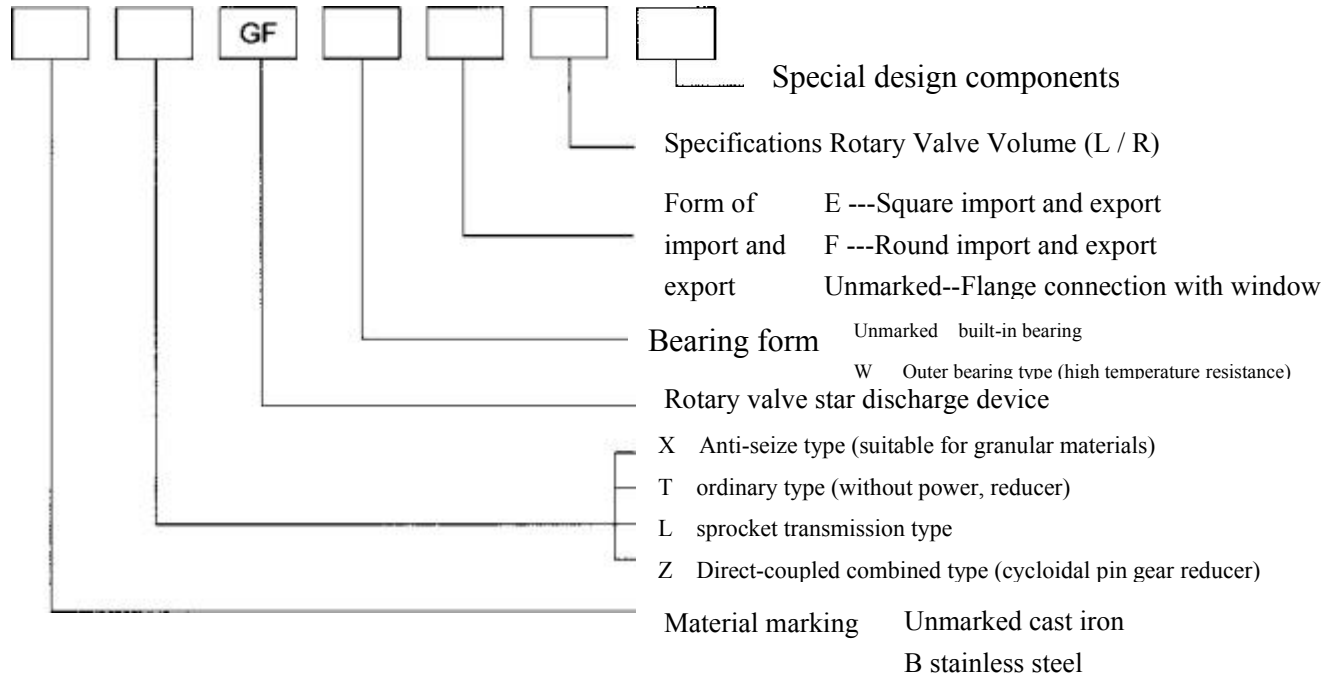 GF
Special design components
Specifications Rotary Valve Volume (L / R)
Form of E ---Square import and export
import and F ---Round import and export
export Unmarked--Flange connection with window
Bearing form Unmarked built-in bearing
W Outer bearing type (high temperature resistance)
Rotary valve star discharge device
X Anti-seize type (suitable for granular materials)
T ordinary type (without power, reducer)
L sprocket transmission type
Z Direct-coupled combined type (cycloidal pin gear reducer)
Material marking Unmarked cast iron
B stainless steel